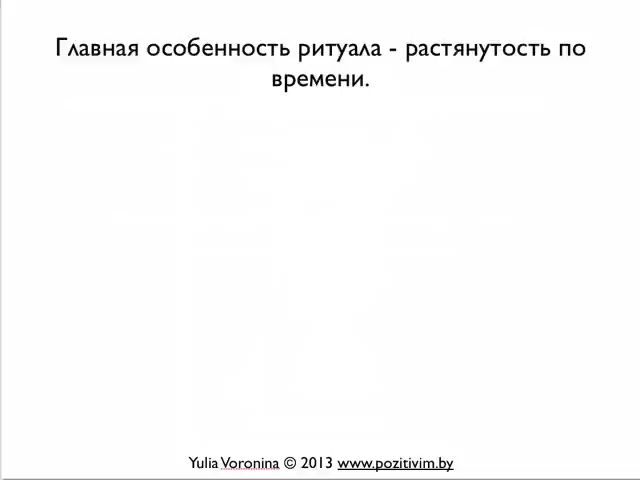 Главная особенность ритуала - растянутость по
времени.
Yulia Voronina © 2013 www.pozitivim.by